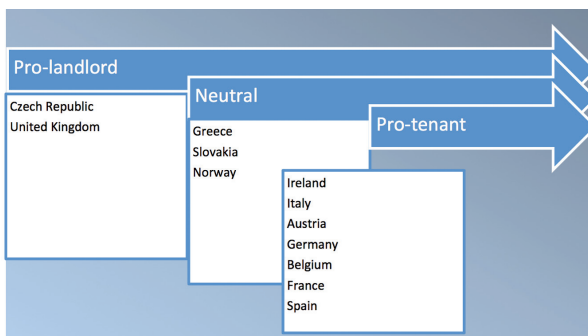 Pro-landlord
Czech Republic
United Kingdom
Neutral
Greece
Slovakia
Norway
Pro-tenant
Ireland
Italy
Austria
Germany
Belgium
France
Spain